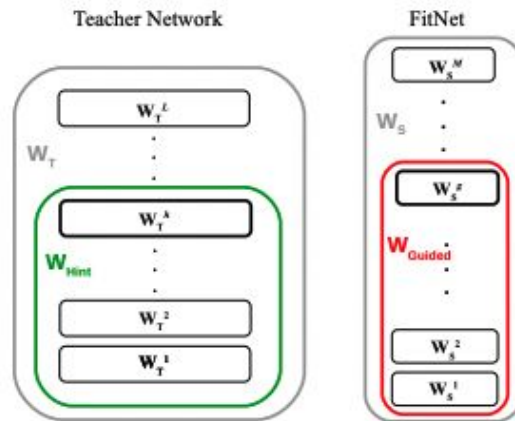 Teacher Network
W_T^L
W_T
W_T^h
W_Hint
W_T^2
W_T^1
FitNet
W_S^M
W_S
W_S^g
W_Guided
W_S^2
W_S^1